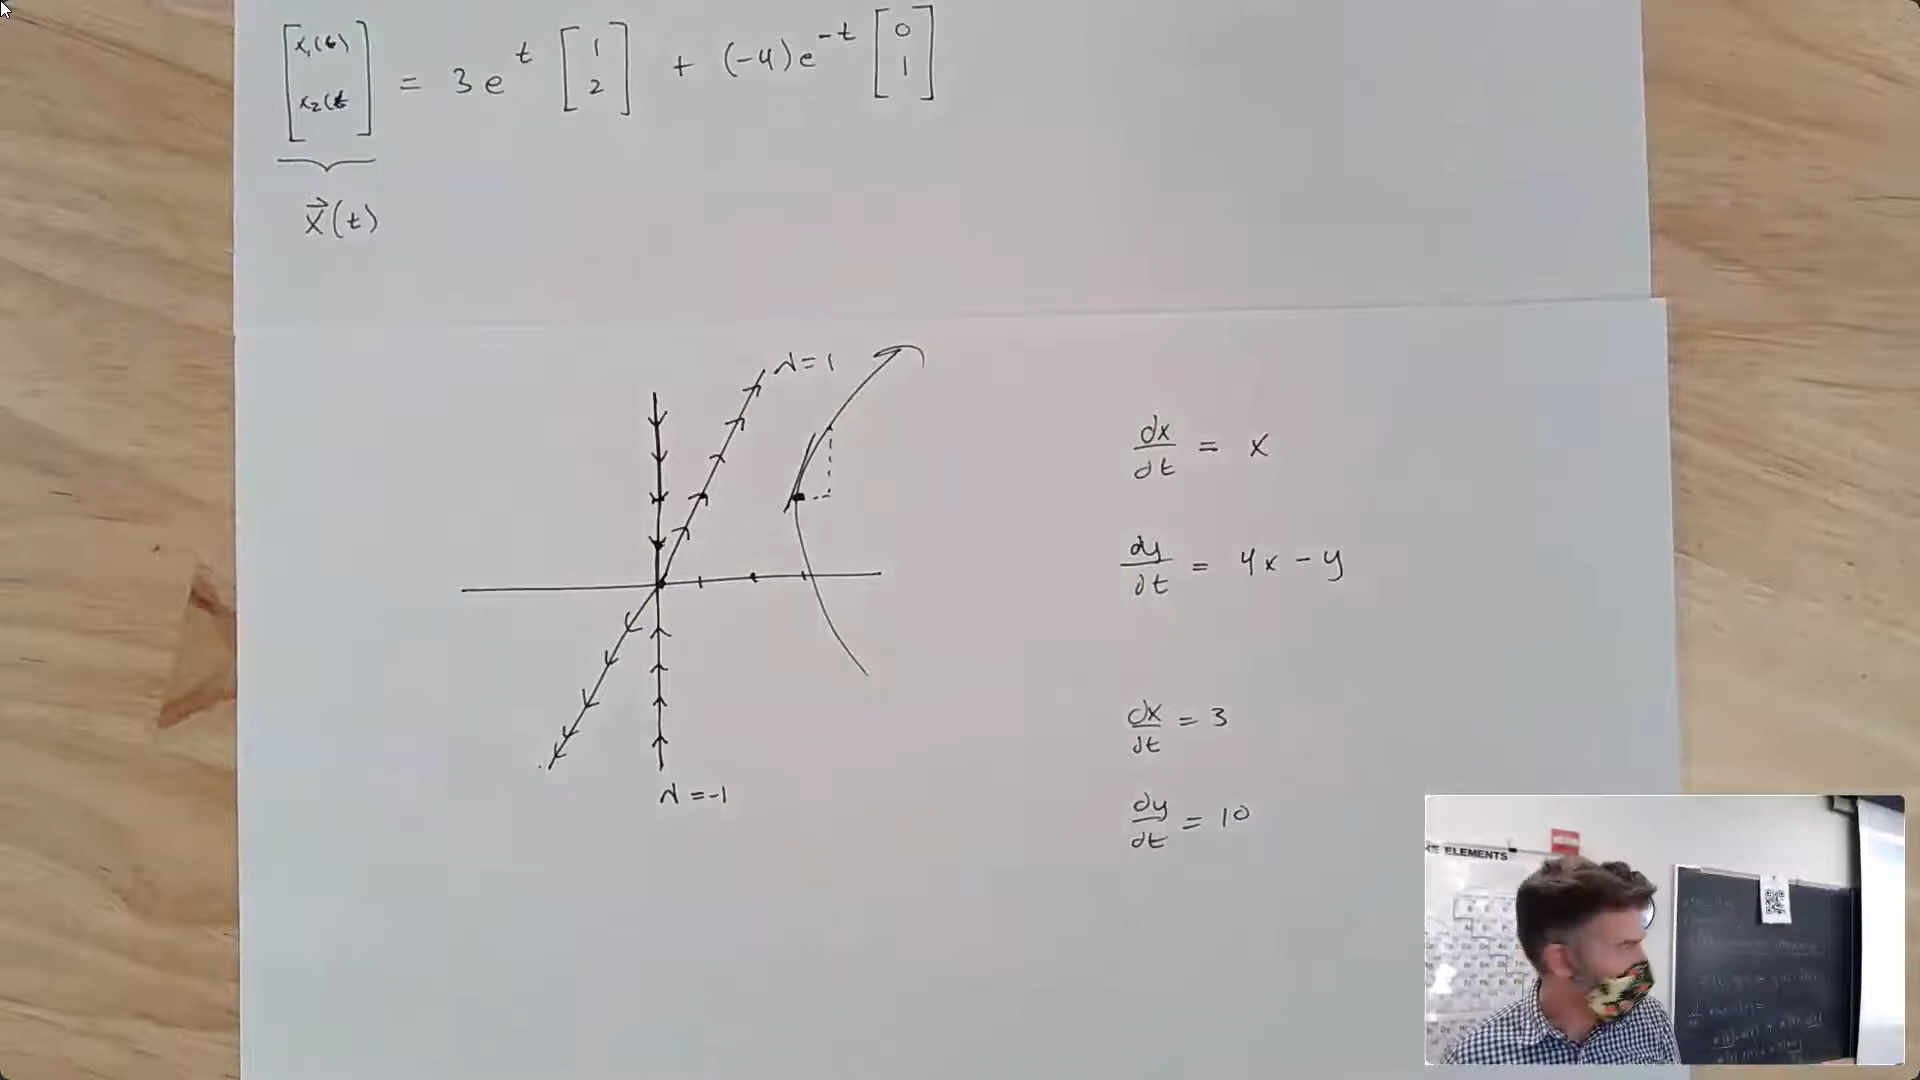 [x₁(t) x₂(t] = 3e^t [1 2] + (-4)e^-t [0 1]
x⃗(t)
λ=1
dx/dt = x
dy/dt = 4x - y
dx/dt = 3
λ=-1
dy/dt = 10
ELEMENTS